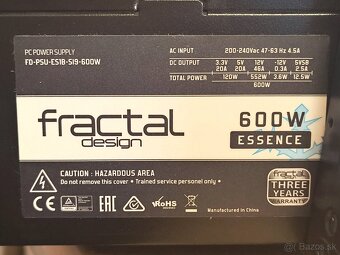 PC POWER SUPPLY
FD-PSU-ES1B-SI9-600W
AC INPUT 200-240Vac 47-63 Hz 4.5A
DC OUTPUT 3.3V 5V 12V -12V 5VSB
20A 20A 46A 0.3A 2.5A
TOTAL POWER 120W 552W 3.6W 12.5W
600W
fractal
design
600W
ESSENCE
CAUTION : HAZARDOUS AREA
Do not remove this cover • Trained service personnel only
CE
EAC
RoHS
Manufactured in China
THREE
YEARS
WARRANTY
bazos.sk